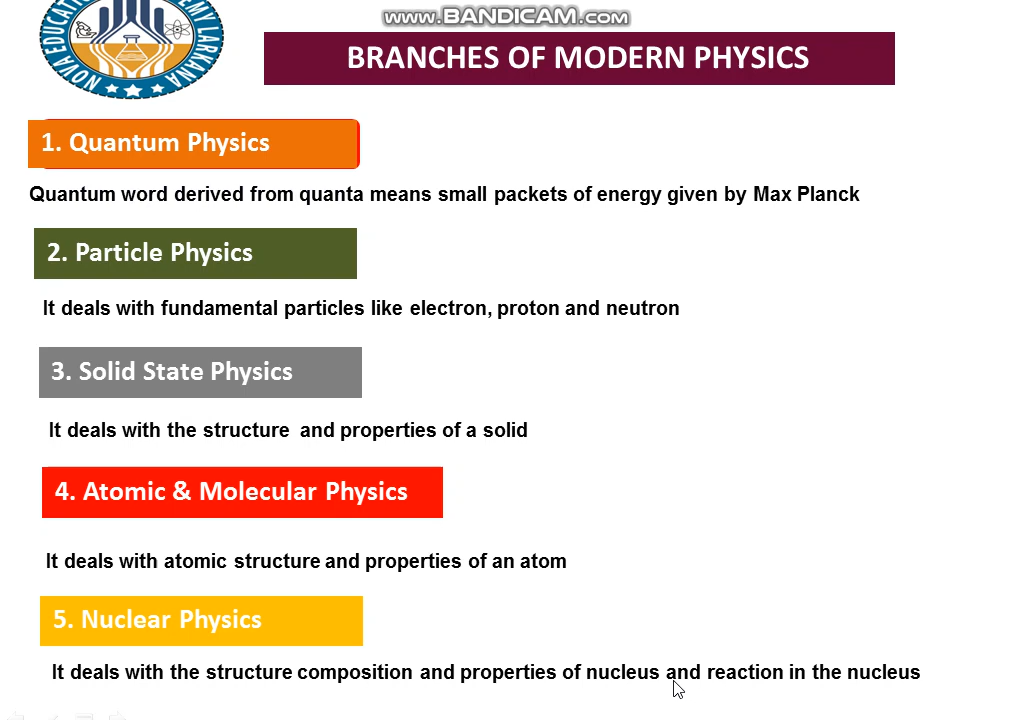 www.BANDICAM.com
NOVA EDUCATION ACADEMY LARKANA
BRANCHES OF MODERN PHYSICS
1. Quantum Physics
Quantum word derived from quanta means small packets of energy given by Max Planck
2. Particle Physics
It deals with fundamental particles like electron, proton and neutron
3. Solid State Physics
It deals with the structure and properties of a solid
4. Atomic & Molecular Physics
It deals with atomic structure and properties of an atom
5. Nuclear Physics
It deals with the structure composition and properties of nucleus and reaction in the nucleus